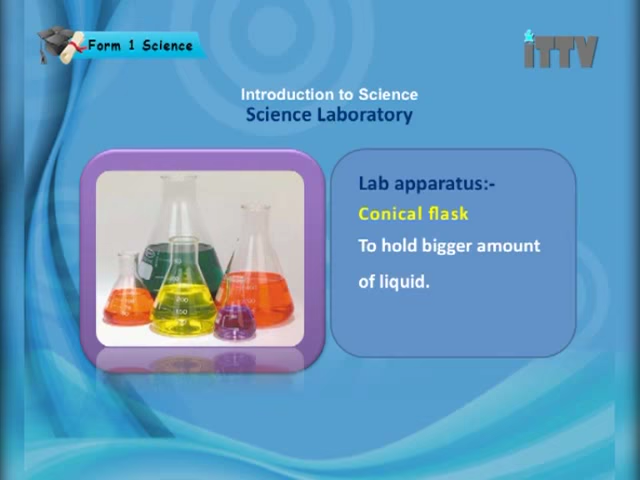 Form 1 Science
iTTV
Introduction to Science
Science Laboratory
Lab apparatus:-
Conical flask
To hold bigger amount
of liquid.